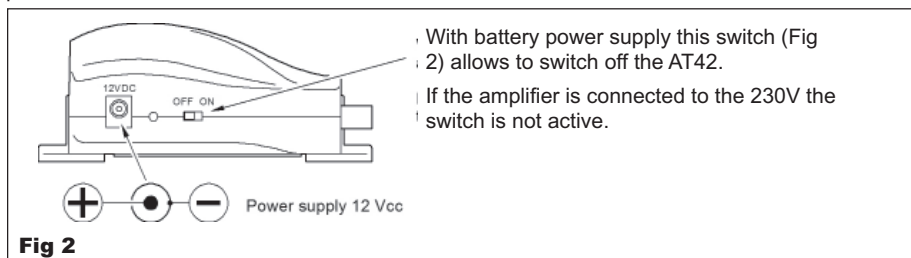 With battery power supply this switch (Fig
2) allows to switch off the AT42.
If the amplifier is connected to the 230V the
switch is not active.
12VDC
OFF ON
Power supply 12 Vcc
Fig 2